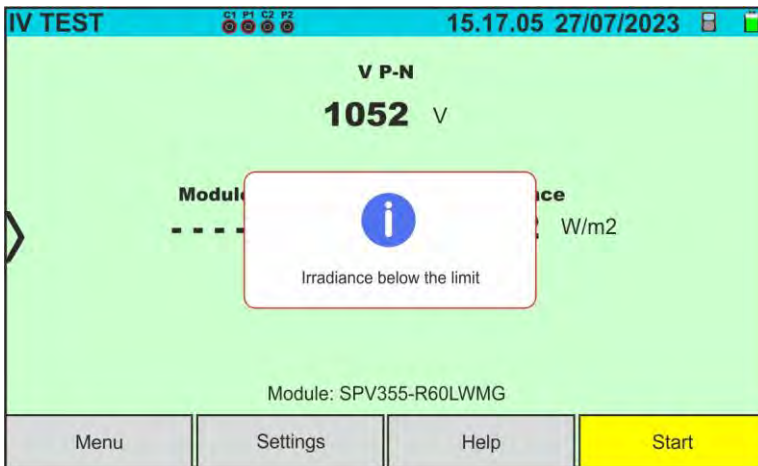 IV TEST C1 P1 C2 P2 15.17.05 27/07/2023
V P-N
1052 V
- - - - W/m2
i
Irradiance below the limit
Module: SPV355-R60LWMG
Menu Settings Help Start